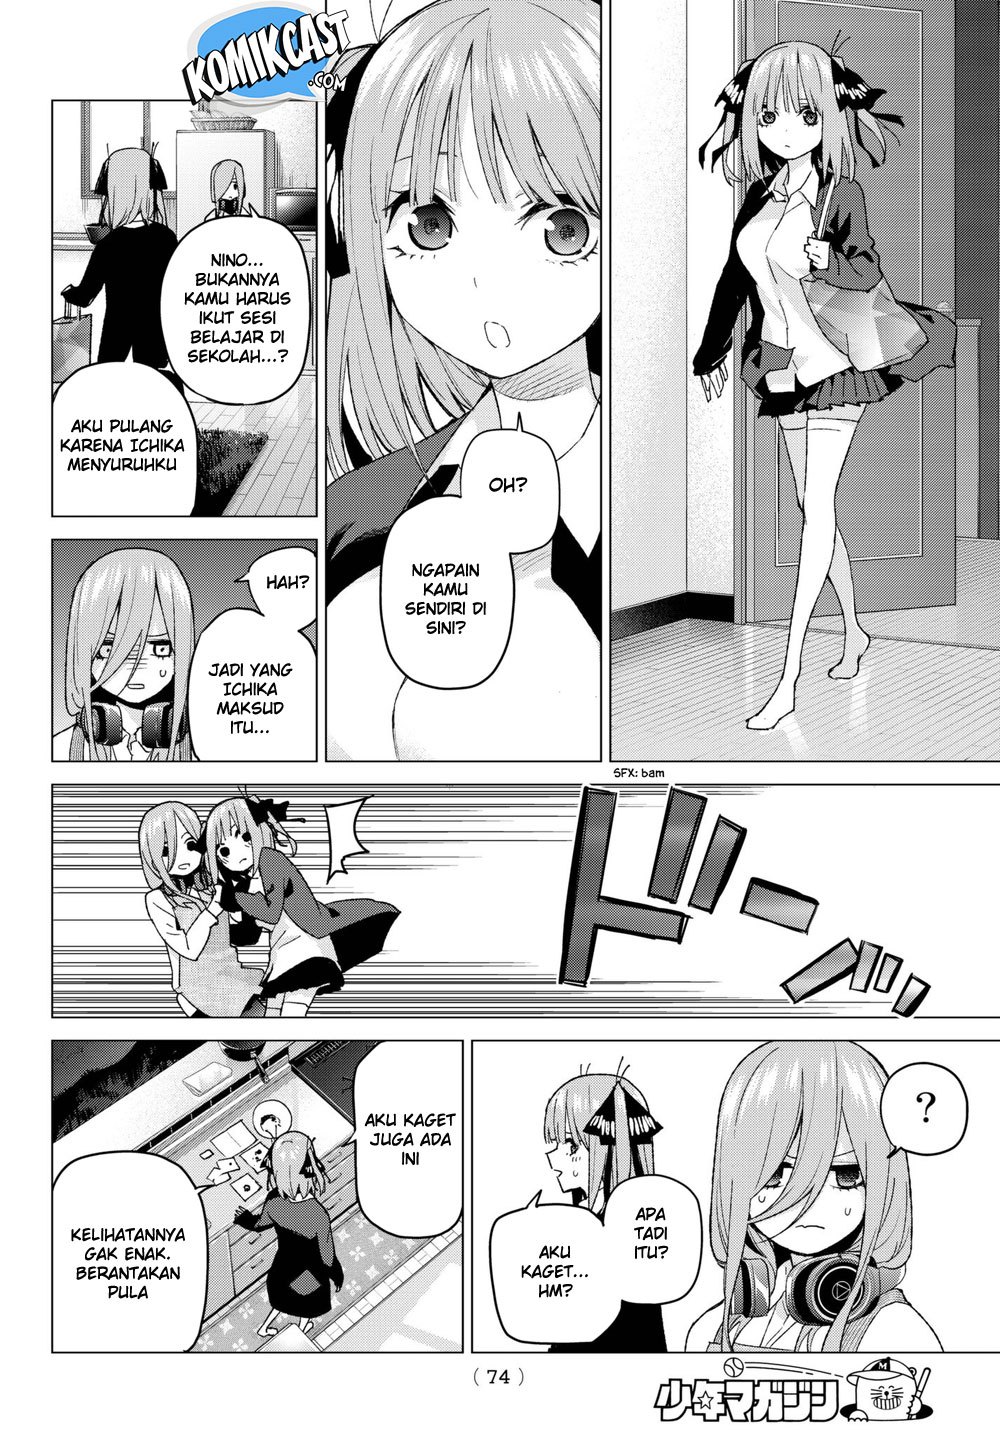 KOMIKCAST
.COM
OH?
NGAPAIN
KAMU
SENDIRI DI
SINI?
NINO...
BUKANNYA
KAMU HARUS
IKUT SESI
BELAJAR DI
SEKOLAH...?
AKU PULANG
KARENA ICHIKA
MENYURUHKU
HAH?
JADI YANG
ICHIKA
MAKSUD
ITU...
SFX: bam
ドーン
?
APA
TADI
ITU?
AKU
KAGET...
HM?
AKU KAGET
JUGA ADA
INI
KELIHATANNYA
GAK ENAK.
BERANTAKAN
PULA
( 74 )
少年マガジン
M